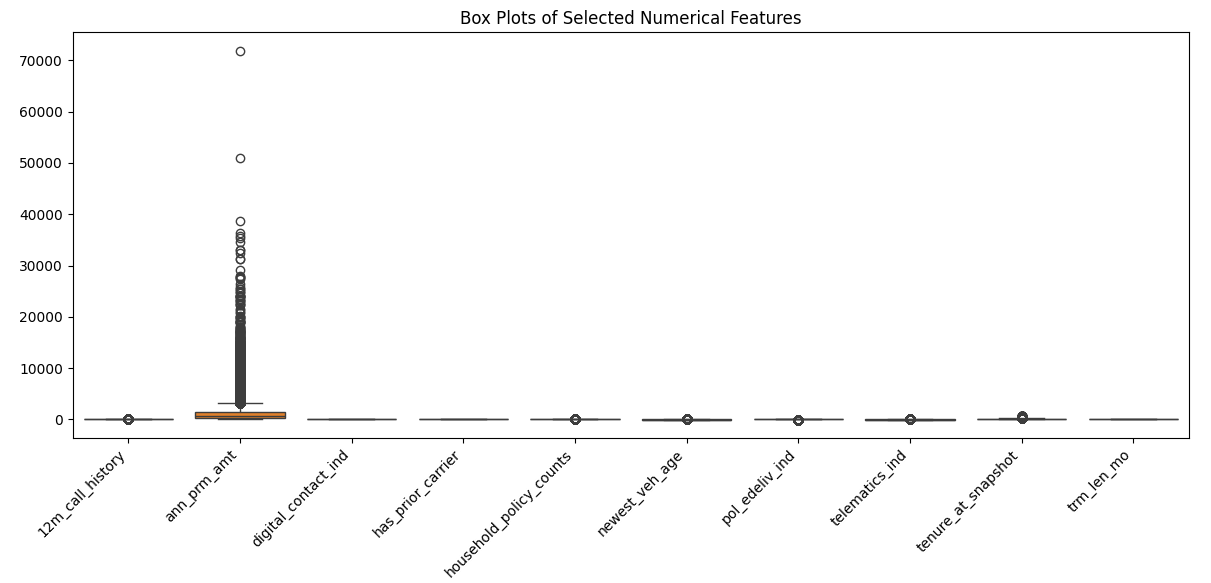 Box Plots of Selected Numerical Features
70000
60000
50000
40000
30000
20000
10000
0
12m_call_history
ann_prm_amt
digital_contact_ind
has_prior_carrier
household_policy_counts
newest_veh_age
pol_edeliv_ind
telematics_ind
tenure_at_snapshot
trm_len_mo